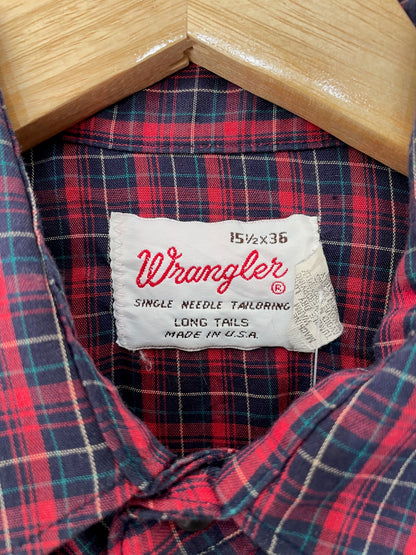 15½x36
Wrangler®
SINGLE NEEDLE TAILORING
LONG TAILS
MADE IN U.S.A.